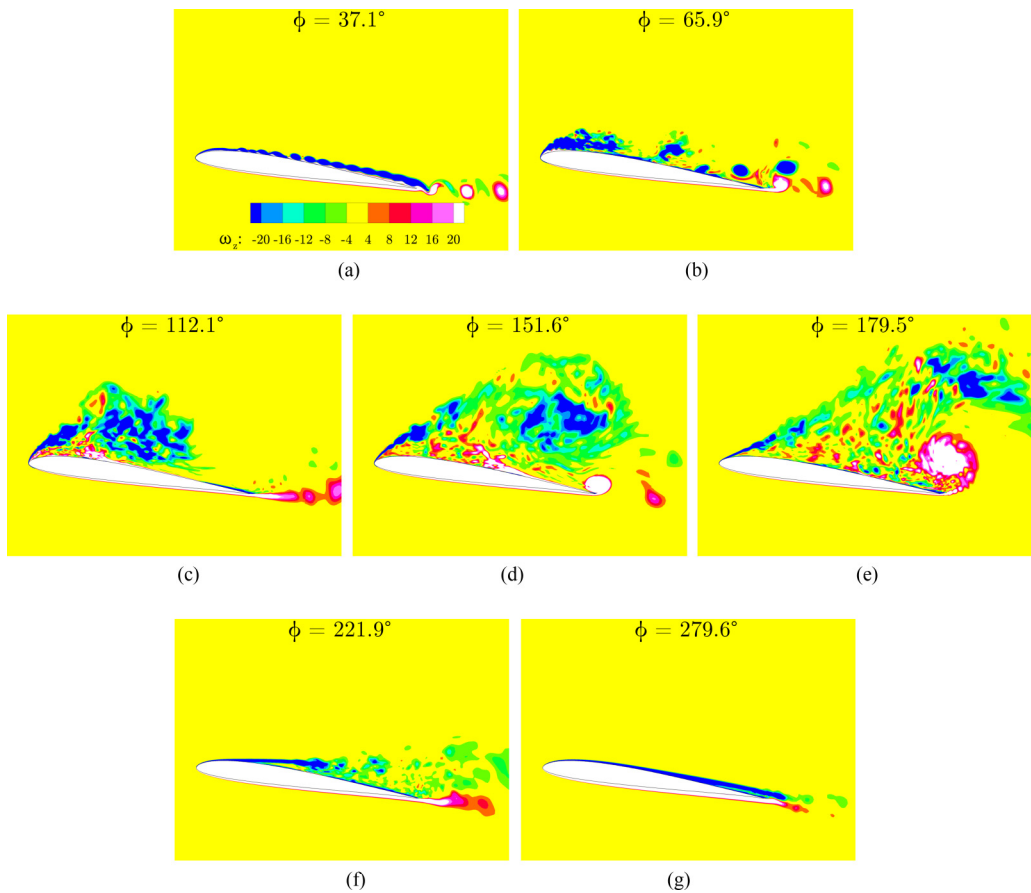 ϕ = 37.1°
ϕ = 65.9°
ω_z: -20 -16 -12 -8 -4 4 8 12 16 20
(a)
(b)
ϕ = 112.1°
ϕ = 151.6°
ϕ = 179.5°
(c)
(d)
(e)
ϕ = 221.9°
ϕ = 279.6°
(f)
(g)